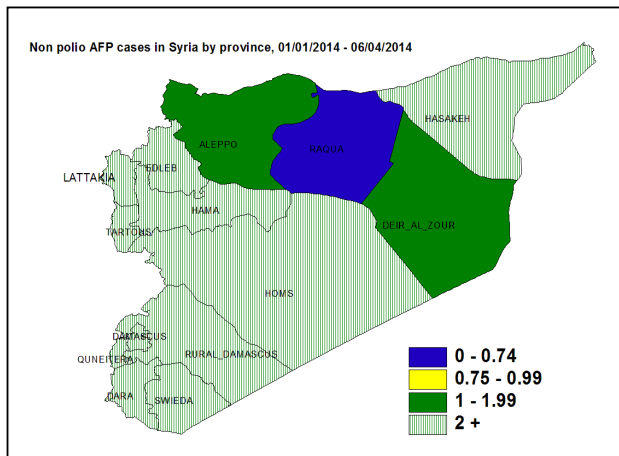 Non polio AFP cases in Syria by province, 01/01/2014 - 06/04/2014
HASAKEH
ALEPPO
RAQUA
EDLEB
LATTAKIA
HAMA
TARTOUS
DEIR_AL_ZOUR
HOMS
DAMASCUS
QUNEITERA
RURAL_DAMASCUS
DARA
SWIEDA
0 - 0.74
0.75 - 0.99
1 - 1.99
2 +